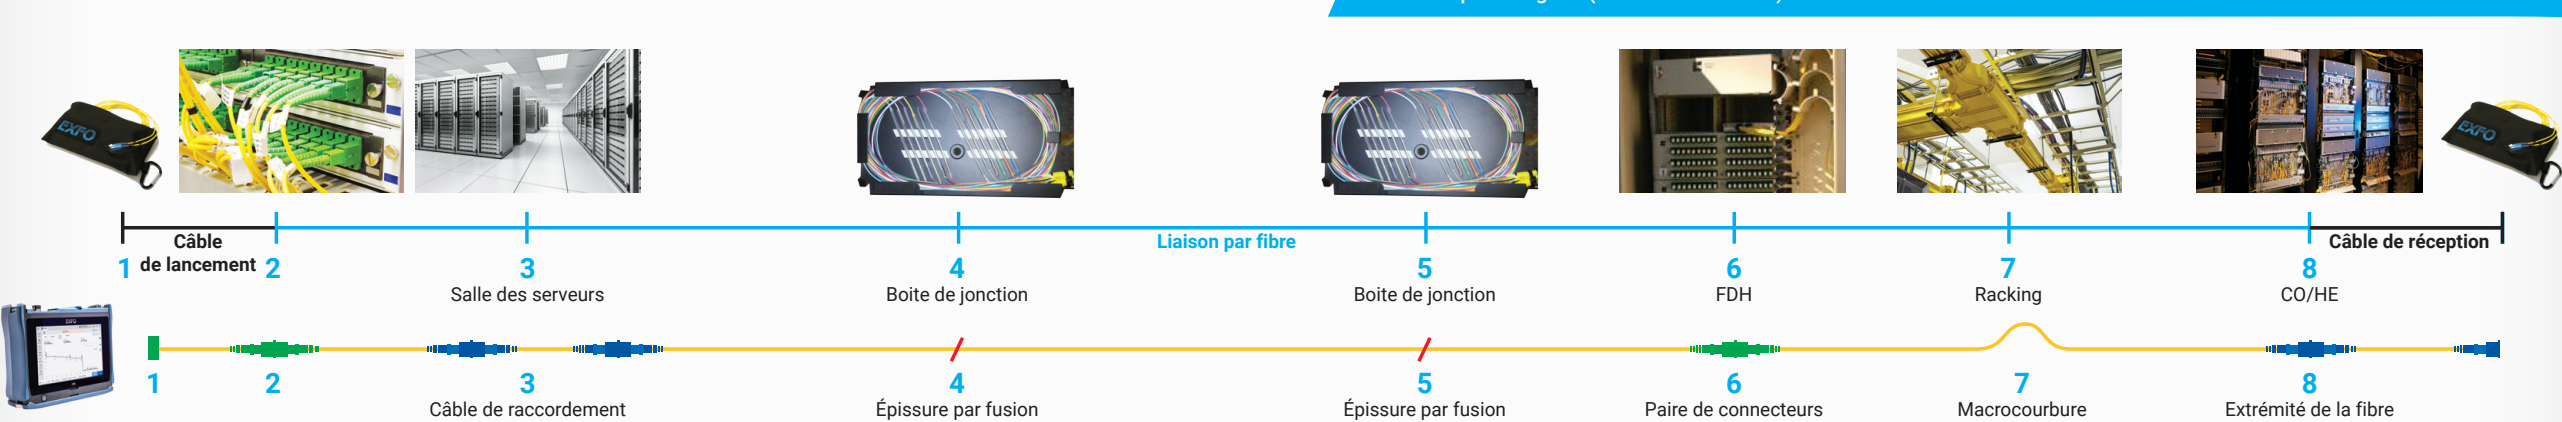 EXFO
EXFO
Câble
de lancement
Liaison par fibre
Câble de réception
1
2
3
4
5
6
7
8
Salle des serveurs
Boite de jonction
Boite de jonction
FDH
Racking
CO/HE
EXFO
1
2
3
4
5
6
7
8
Câble de raccordement
Épissure par fusion
Épissure par fusion
Paire de connecteurs
Macrocourbure
Extrémité de la fibre